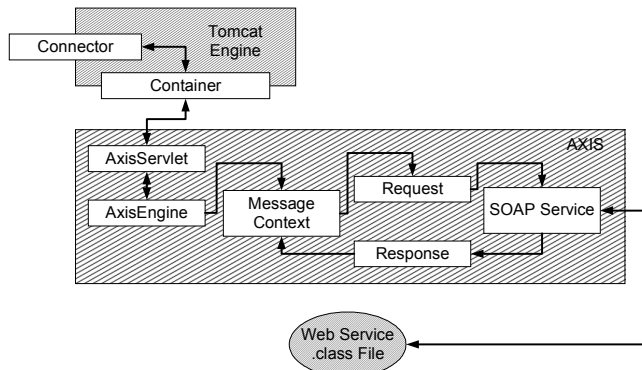 Tomcat
Engine
Connector
Container
AXIS
AxisServlet
AxisEngine
Message
Context
Request
SOAP Service
Response
Web Service
.class File